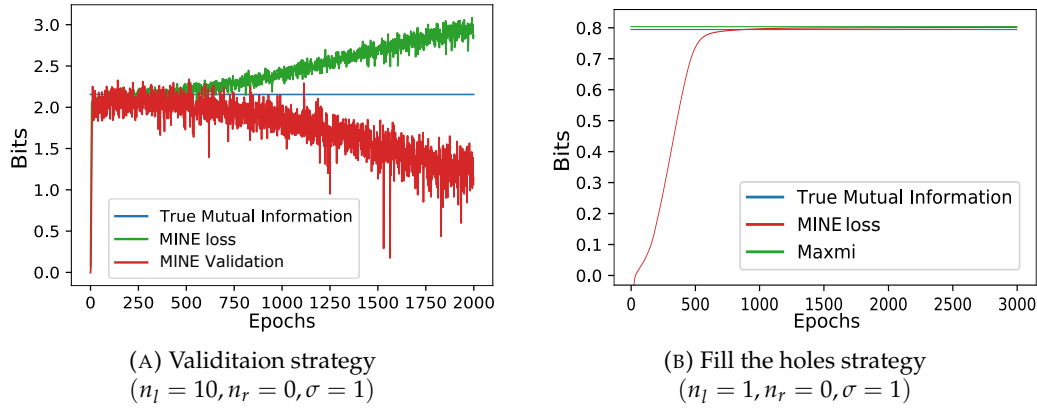 3.0
2.5
2.0
1.5
1.0
0.5
0.0
Bits
True Mutual Information
MINE loss
MINE Validation
0 250 500 750 1000 1250 1500 1750 2000
Epochs
(A) Validitaion strategy
(n_l = 10, n_r = 0, σ = 1)
0.8
0.7
0.6
0.5
0.4
0.3
0.2
0.1
0.0
Bits
True Mutual Information
MINE loss
Maxmi
0 500 1000 1500 2000 2500 3000
Epochs
(B) Fill the holes strategy
(n_l = 1, n_r = 0, σ = 1)